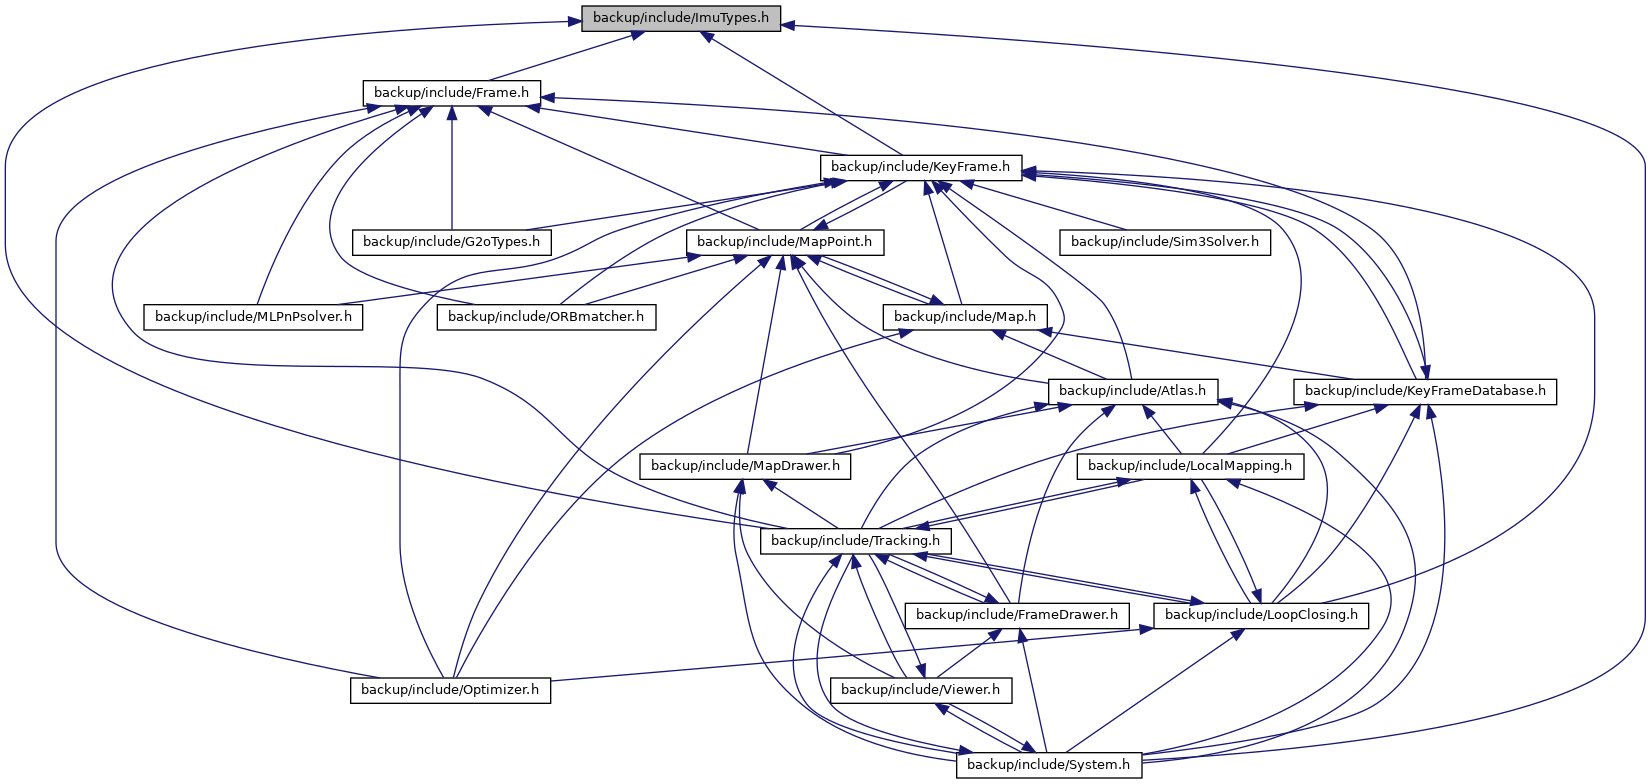 backup/include/ImuTypes.h
backup/include/Frame.h
backup/include/KeyFrame.h
backup/include/G2oTypes.h
backup/include/MapPoint.h
backup/include/Sim3Solver.h
backup/include/MLPnPsolver.h
backup/include/ORBmatcher.h
backup/include/Map.h
backup/include/Atlas.h
backup/include/KeyFrameDatabase.h
backup/include/MapDrawer.h
backup/include/LocalMapping.h
backup/include/Tracking.h
backup/include/FrameDrawer.h
backup/include/LoopClosing.h
backup/include/Optimizer.h
backup/include/Viewer.h
backup/include/System.h